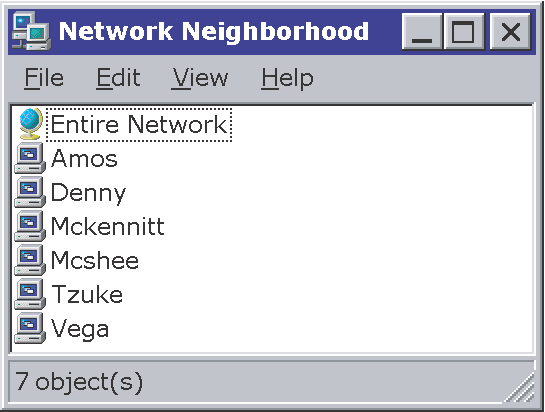 Network Neighborhood
File Edit View Help
Entire Network
Amos
Denny
Mckennitt
Mcshee
Tzuke
Vega
7 object(s)